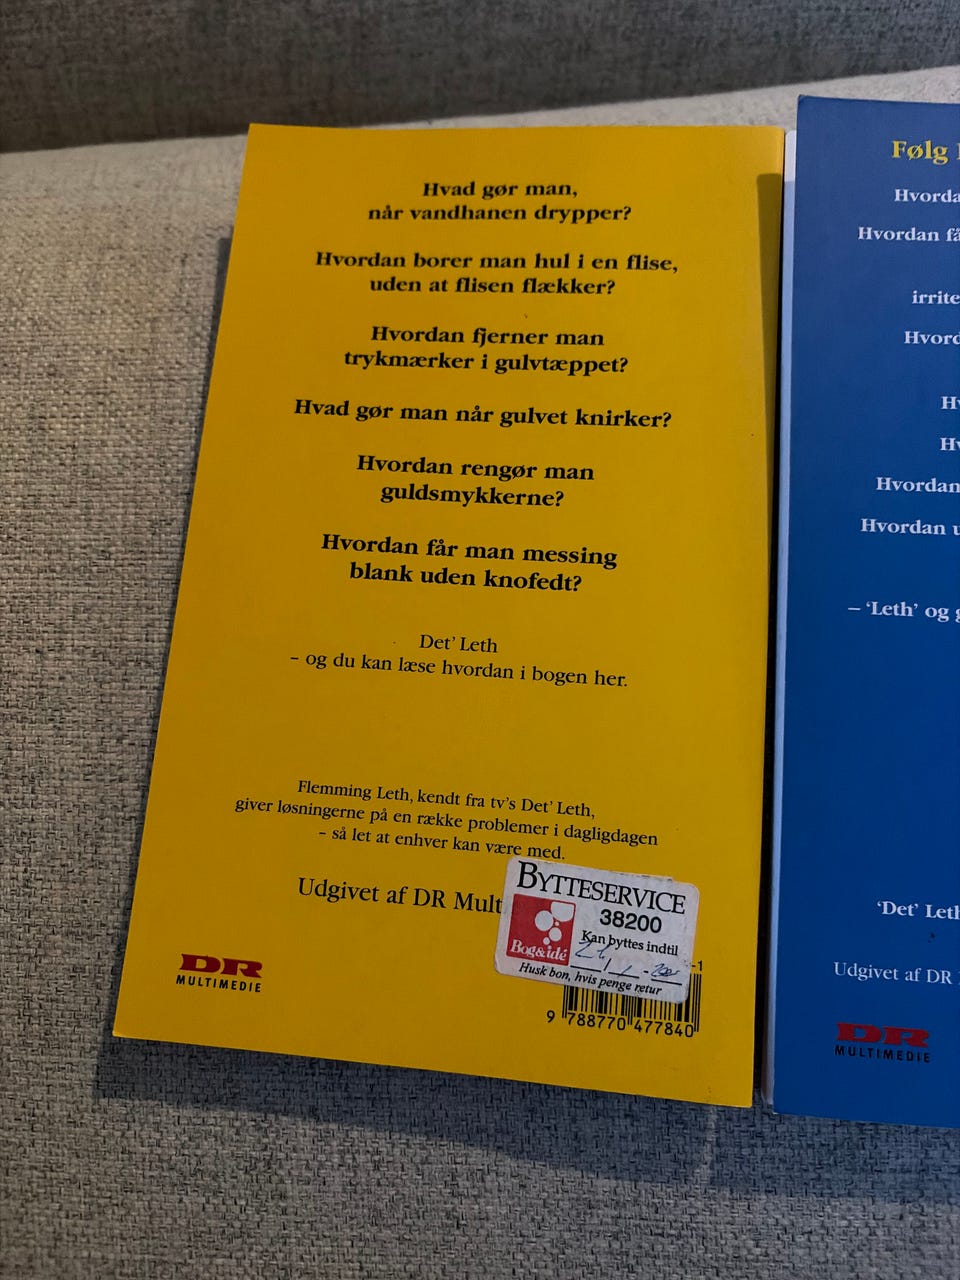 Hvad gør man,
når vandhanen drypper?
Hvordan borer man hul i en flise,
uden at flisen flækker?
Hvordan fjerner man
trykmærker i gulvtæppet?
Hvad gør man når gulvet knirker?
Hvordan rengør man
guldsmykkerne?
Hvordan får man messing
blank uden knofedt?
Det' Leth
– og du kan læse hvordan i bogen her.
Flemming Leth, kendt fra tv's Det' Leth,
giver løsningerne på en række problemer i dagligdagen
– så let at enhver kan være med.
Udgivet af DR Mult
DR
MULTIMEDIE
BYTTESERVICE
38200
Kan byttes indtil
Bog&idé
Husk bon, hvis penge retur
-1
9 788770 477840
Følg
Hvorda
Hvordan få
irrite
Hvord
Hv
Hv
Hvordan
Hvordan u
– 'Leth' og g
'Det' Leth
Udgivet af DR
DR
MULTIMEDIE